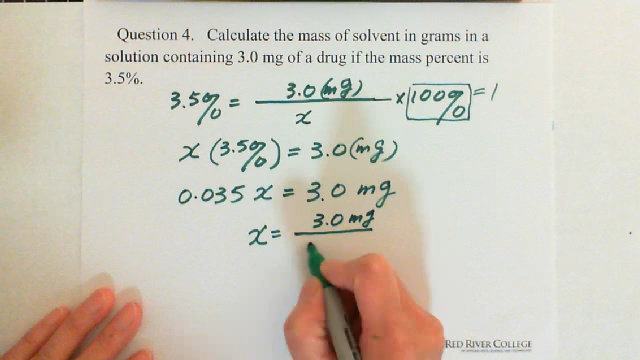 Question 4. Calculate the mass of solvent in grams in a
solution containing 3.0 mg of a drug if the mass percent is
3.5%.
3.5% = 3.0 (mg) / x × 100% = 1
x (3.5%) = 3.0 (mg)
0.035 x = 3.0 mg
x = 3.0 mg
RED RIVER COLLEGE